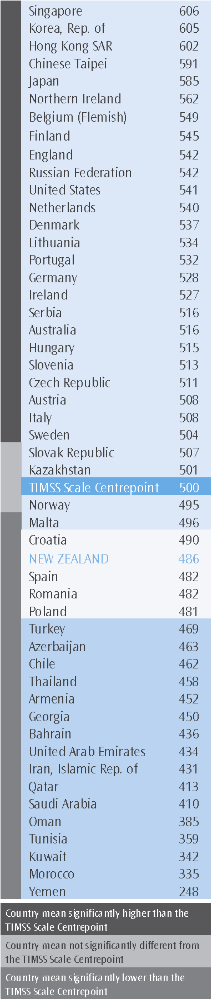 Singapore 606
Korea, Rep. of 605
Hong Kong SAR 602
Chinese Taipei 591
Japan 585
Northern Ireland 562
Belgium (Flemish) 549
Finland 545
England 542
Russian Federation 542
United States 541
Netherlands 540
Denmark 537
Lithuania 534
Portugal 532
Germany 528
Ireland 527
Serbia 516
Australia 516
Hungary 515
Slovenia 513
Czech Republic 511
Austria 508
Italy 508
Sweden 504
Slovak Republic 507
Kazakhstan 501
TIMSS Scale Centrepoint 500
Norway 495
Malta 496
Croatia 490
NEW ZEALAND 486
Spain 482
Romania 482
Poland 481
Turkey 469
Azerbaijan 463
Chile 462
Thailand 458
Armenia 452
Georgia 450
Bahrain 436
United Arab Emirates 434
Iran, Islamic Rep. of 431
Qatar 413
Saudi Arabia 410
Oman 385
Tunisia 359
Kuwait 342
Morocco 335
Yemen 248
Country mean significantly higher than the
TIMSS Scale Centrepoint
Country mean not significantly different from
the TIMSS Scale Centrepoint
Country mean significantly lower than the
TIMSS Scale Centrepoint